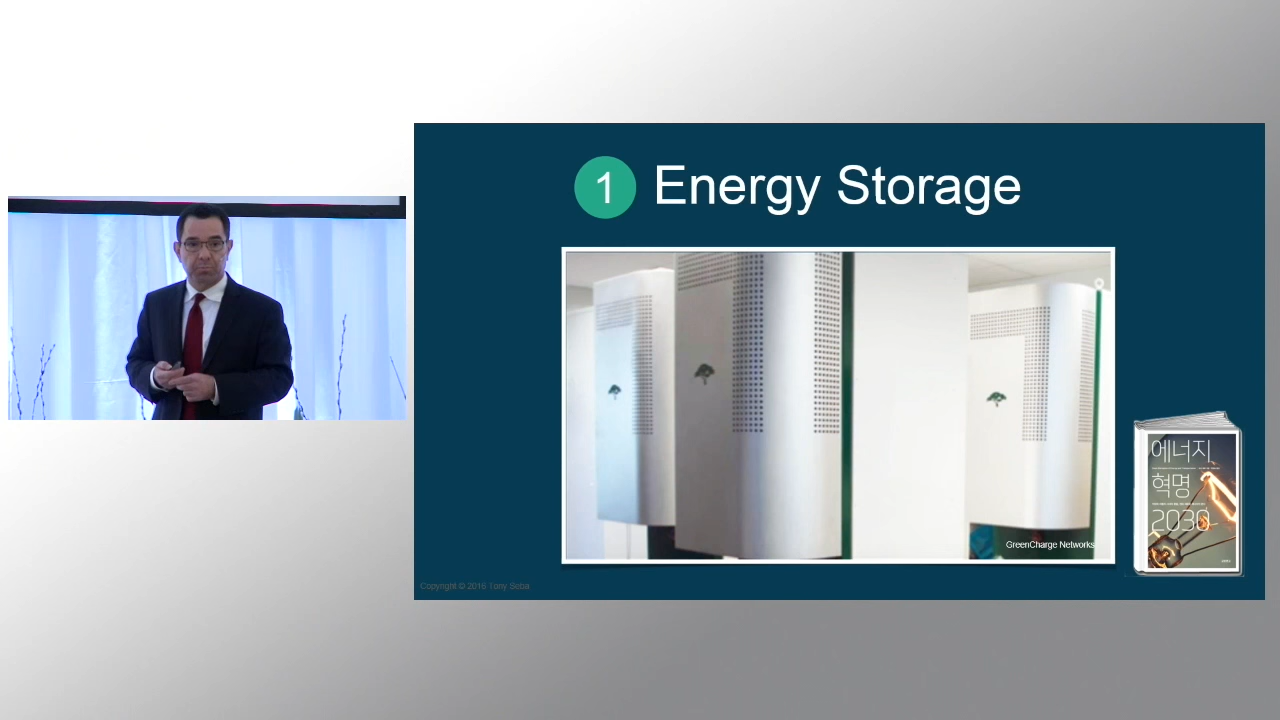 1 Energy Storage
GreenCharge Networks
에너지
혁명
2030
Copyright © 2016 Tony Seba